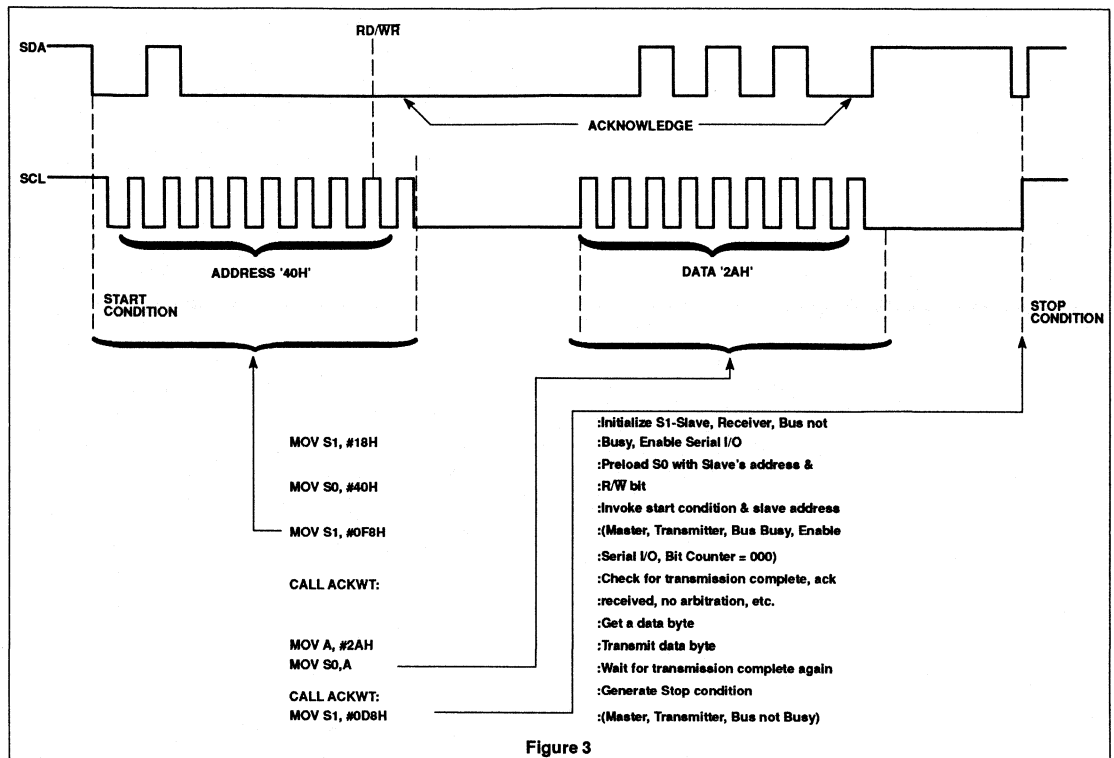 RD/WR
SDA
ACKNOWLEDGE
SCL
ADDRESS '40H'
DATA '2AH'
START
CONDITION
STOP
CONDITION
:Initialize S1-Slave, Receiver, Bus not
MOV S1, #18H
:Busy, Enable Serial I/O
:Preload S0 with Slave's address &
MOV S0, #40H
:R/W bit
:Invoke start condition & slave address
MOV S1, #0F8H
:(Master, Transmitter, Bus Busy, Enable
:Serial I/O, Bit Counter = 000)
CALL ACKWT:
:Check for transmission complete, ack
:received, no arbitration, etc.
:Get a data byte
MOV A, #2AH
:Transmit data byte
MOV S0,A
:Wait for transmission complete again
:Generate Stop condition
CALL ACKWT:
MOV S1, #0D8H
:(Master, Transmitter, Bus not Busy)
Figure 3